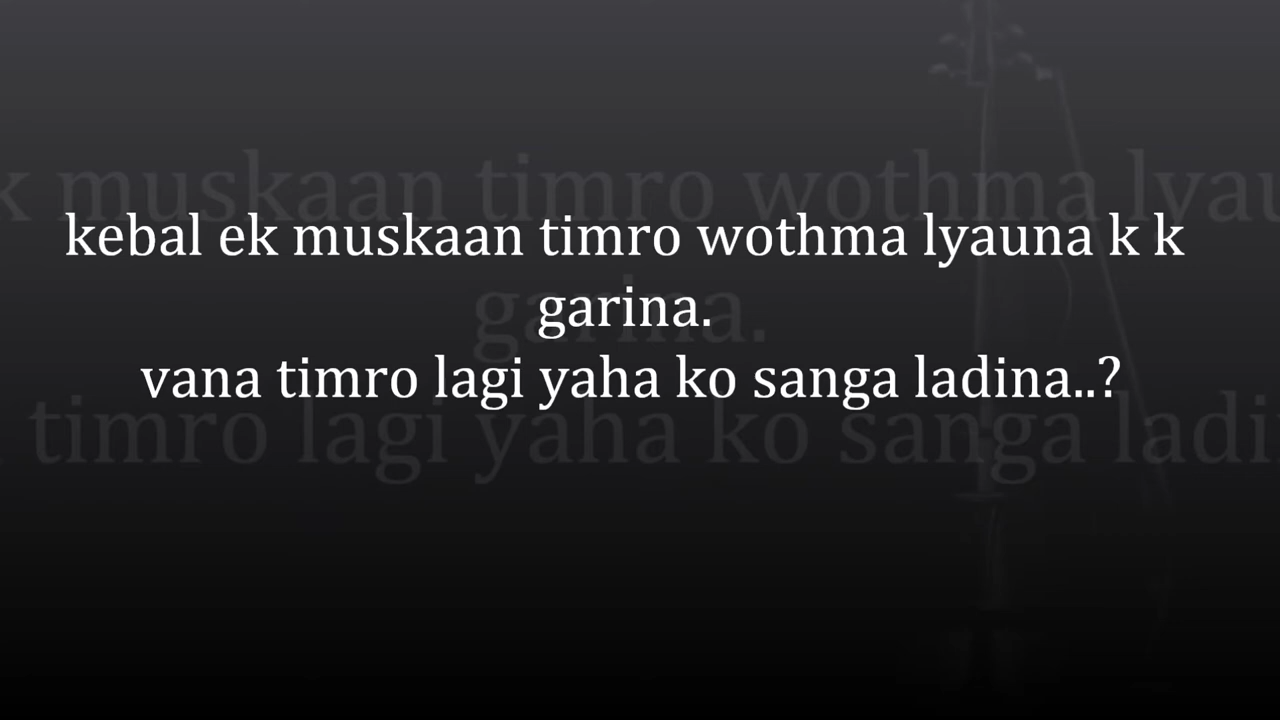 kebal ek muskaan timro wothma lyauna k k
garina.
vana timro lagi yaha ko sanga ladina..?